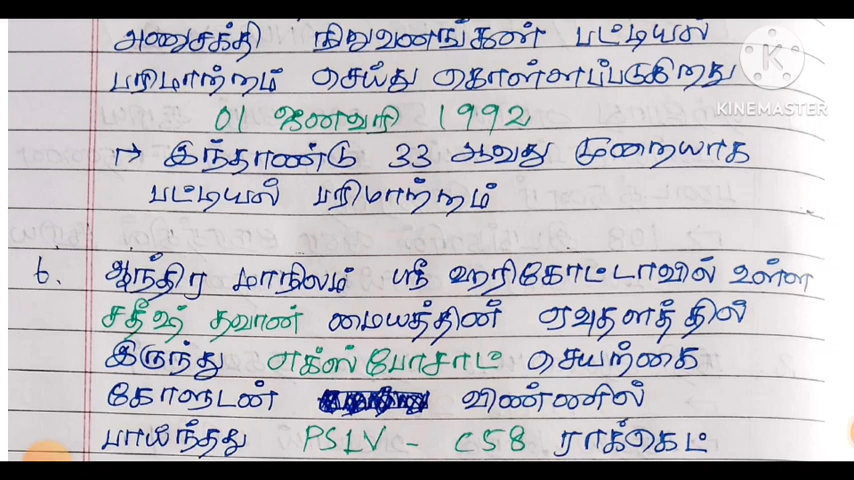 அணுசக்தி நிறுவனங்கள் பட்டியல்
பரிமாற்றம் செய்து கொள்ளப்படுகிறது
01 ஜனவரி 1992
→ இந்தாண்டு 33 ஆவது முறையாக
பட்டியல் பரிமாற்றம்
6. ஆந்திர மாநிலம் ஸ்ரீ ஹரிகோட்டாவில் உள்ள
சதீஷ் தவான் மையத்தின் ஏவுதளத்தில்
இருந்து எக்ஸ்போசாட் செயற்கை
கோளுடன் விண்ணில்
பாய்ந்தது PSLV - C58 ராக்கெட்
KINEMASTER